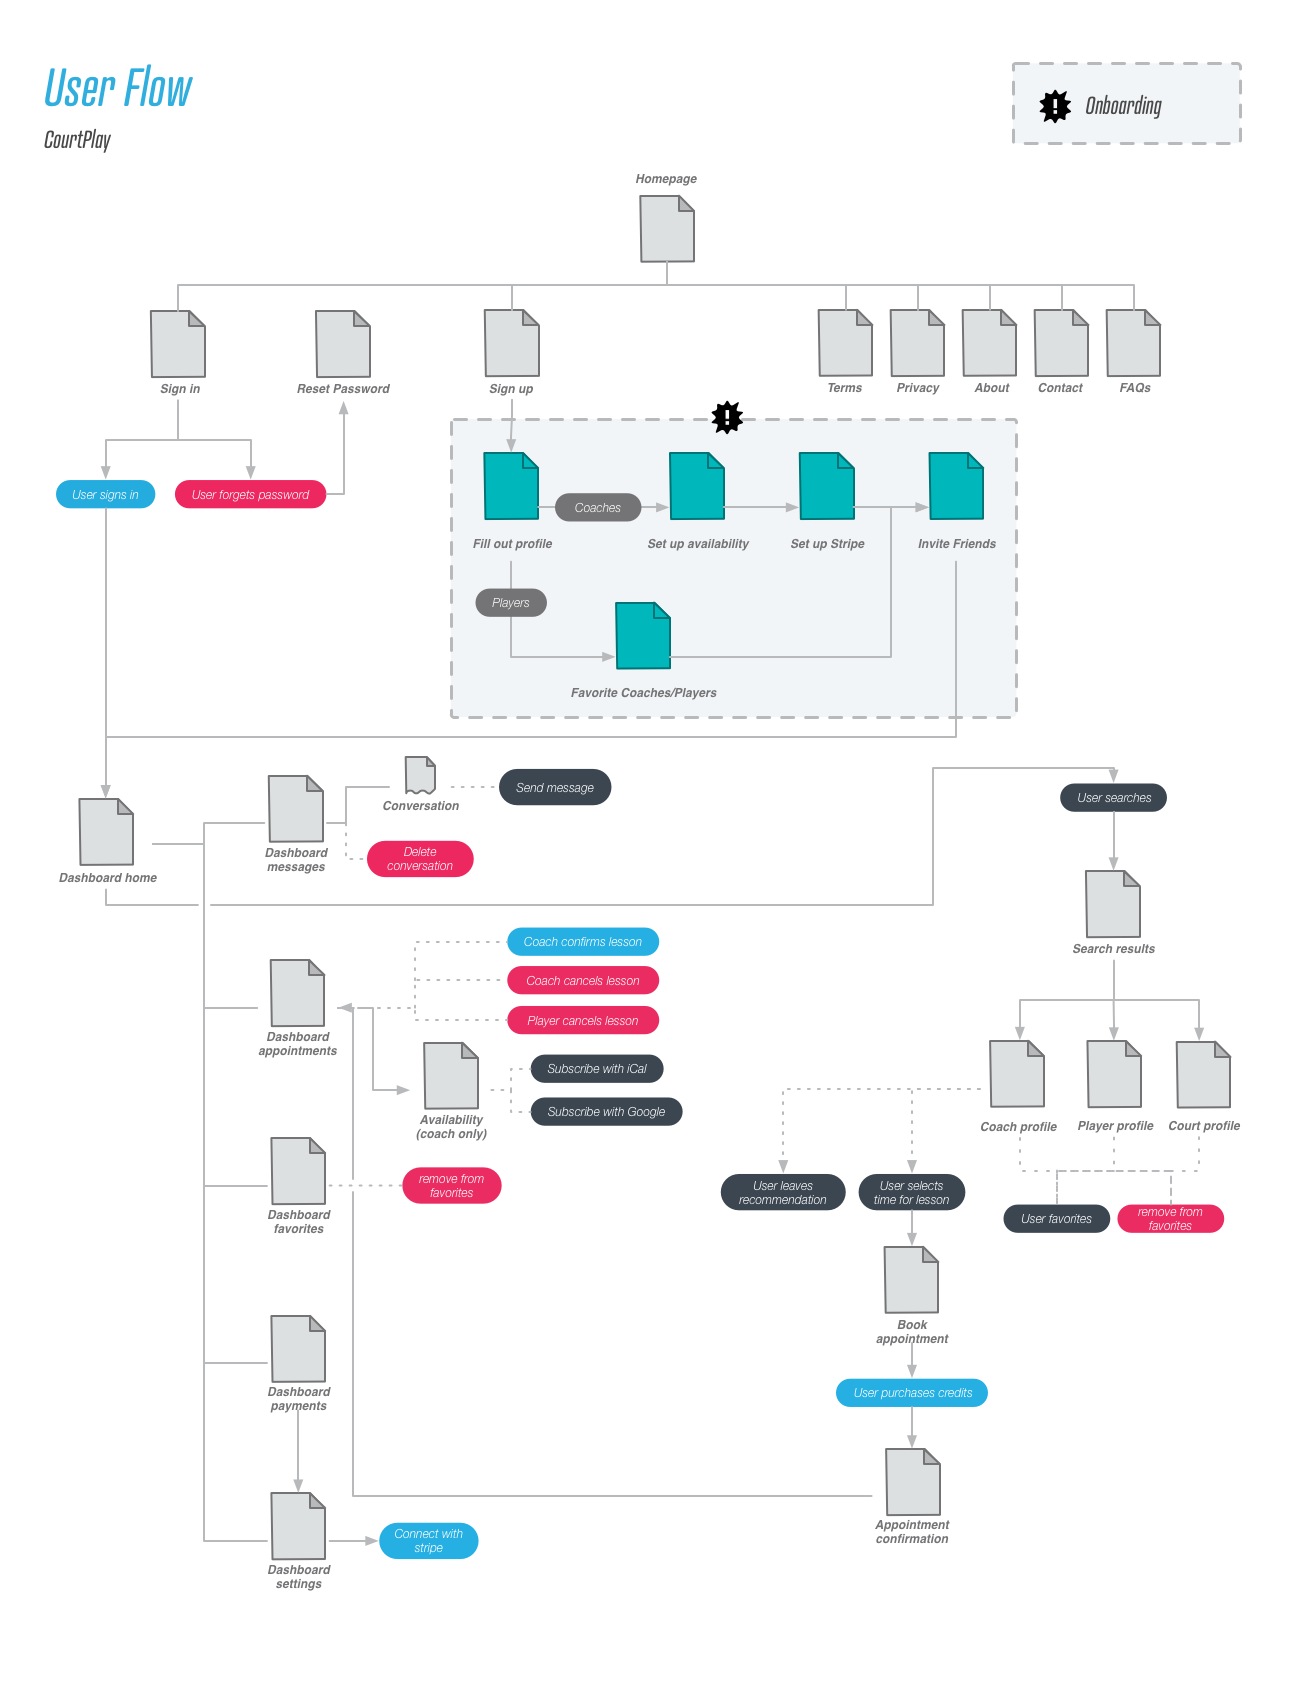 User Flow
CourtPlay
! Onboarding
Homepage
Sign in
Reset Password
Sign up
Terms
Privacy
About
Contact
FAQs
!
User signs in
User forgets password
Coaches
Fill out profile
Set up availability
Set up Stripe
Invite Friends
Players
Favorite Coaches/Players
Conversation
Send message
User searches
Dashboard
messages
Delete
conversation
Dashboard home
Search results
Coach confirms lesson
Coach cancels lesson
Player cancels lesson
Dashboard
appointments
Subscribe with iCal
Subscribe with Google
Availability
(coach only)
Coach profile
Player profile
Court profile
remove from
favorites
User leaves
recommendation
User selects
time for lesson
User favorites
remove from
favorites
Dashboard
favorites
Book
appointment
Dashboard
payments
User purchases credits
Appointment
confirmation
Connect with
stripe
Dashboard
settings